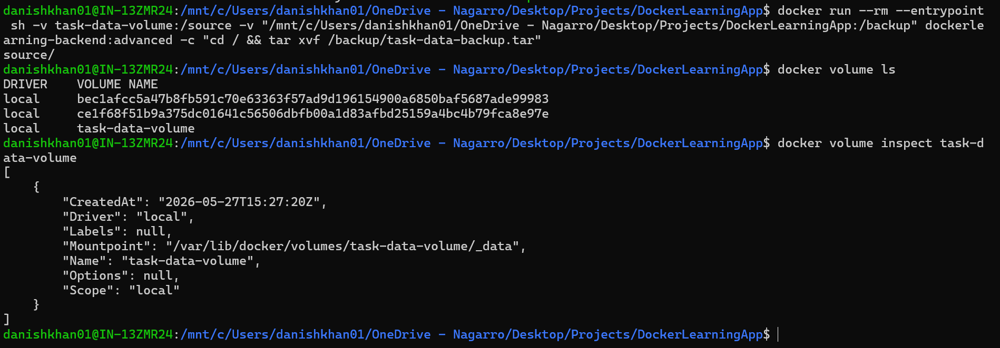 danishkhan01@IN-13ZMR24:/mnt/c/Users/danishkhan01/OneDrive - Nagarro/Desktop/Projects/DockerLearningApp$ docker run --rm --entrypoint
 sh -v task-data-volume:/source -v "/mnt/c/Users/danishkhan01/OneDrive - Nagarro/Desktop/Projects/DockerLearningApp:/backup" dockerle
arning-backend:advanced -c "cd / && tar xvf /backup/task-data-backup.tar"
source/
danishkhan01@IN-13ZMR24:/mnt/c/Users/danishkhan01/OneDrive - Nagarro/Desktop/Projects/DockerLearningApp$ docker volume ls
DRIVER    VOLUME NAME
local     bec1afcc5a47b8fb591c70e63363f57ad9d196154900a6850baf5687ade99983
local     ce1f68f51b9a375dc01641c56506dbfb00a1d83afbd25159a4bc4b79fca8e97e
local     task-data-volume
danishkhan01@IN-13ZMR24:/mnt/c/Users/danishkhan01/OneDrive - Nagarro/Desktop/Projects/DockerLearningApp$ docker volume inspect task-d
ata-volume
[
    {
        "CreatedAt": "2026-05-27T15:27:20Z",
        "Driver": "local",
        "Labels": null,
        "Mountpoint": "/var/lib/docker/volumes/task-data-volume/_data",
        "Name": "task-data-volume",
        "Options": null,
        "Scope": "local"
    }
]
danishkhan01@IN-13ZMR24:/mnt/c/Users/danishkhan01/OneDrive - Nagarro/Desktop/Projects/DockerLearningApp$